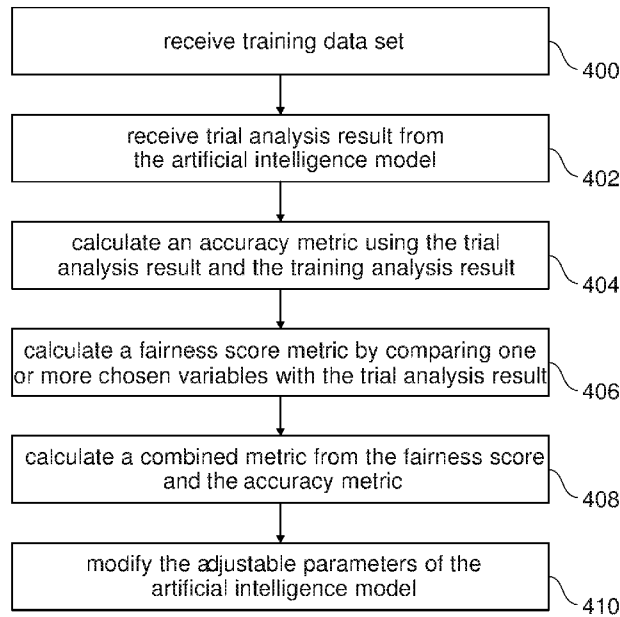 receive training data set
400
receive trial analysis result from
the artificial intelligence model
402
calculate an accuracy metric using the trial
analysis result and the training analysis result
404
calculate a fairness score metric by comparing one
or more chosen variables with the trial analysis result
406
calculate a combined metric from the fairness score
and the accuracy metric
408
modify the adjustable parameters of the
artificial intelligence model
410